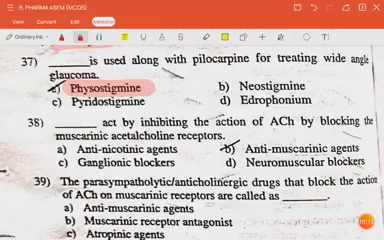 B. PHARMA 4SEM (MCQS)
View Convert Edit Annotate
Ordinary Ink
37) ______ is used along with pilocarpine for treating wide angle
glaucoma.
a) Physostigmine b) Neostigmine
c) Pyridostigmine d) Edrophonium
38) ______ act by inhibiting the action of ACh by blocking the
muscarinic acetalcholine receptors.
a) Anti-nicotinic agents b) Anti-muscarinic agents
c) Ganglionic blockers d) Neuromuscular blockers
39) The parasympatholytic/anticholinergic drugs that block the action
of ACh on muscarinic receptors are called as ______.
a) Anti-muscarinic agents
b) Muscarinic receptor antagonist
c) Atropinic agents